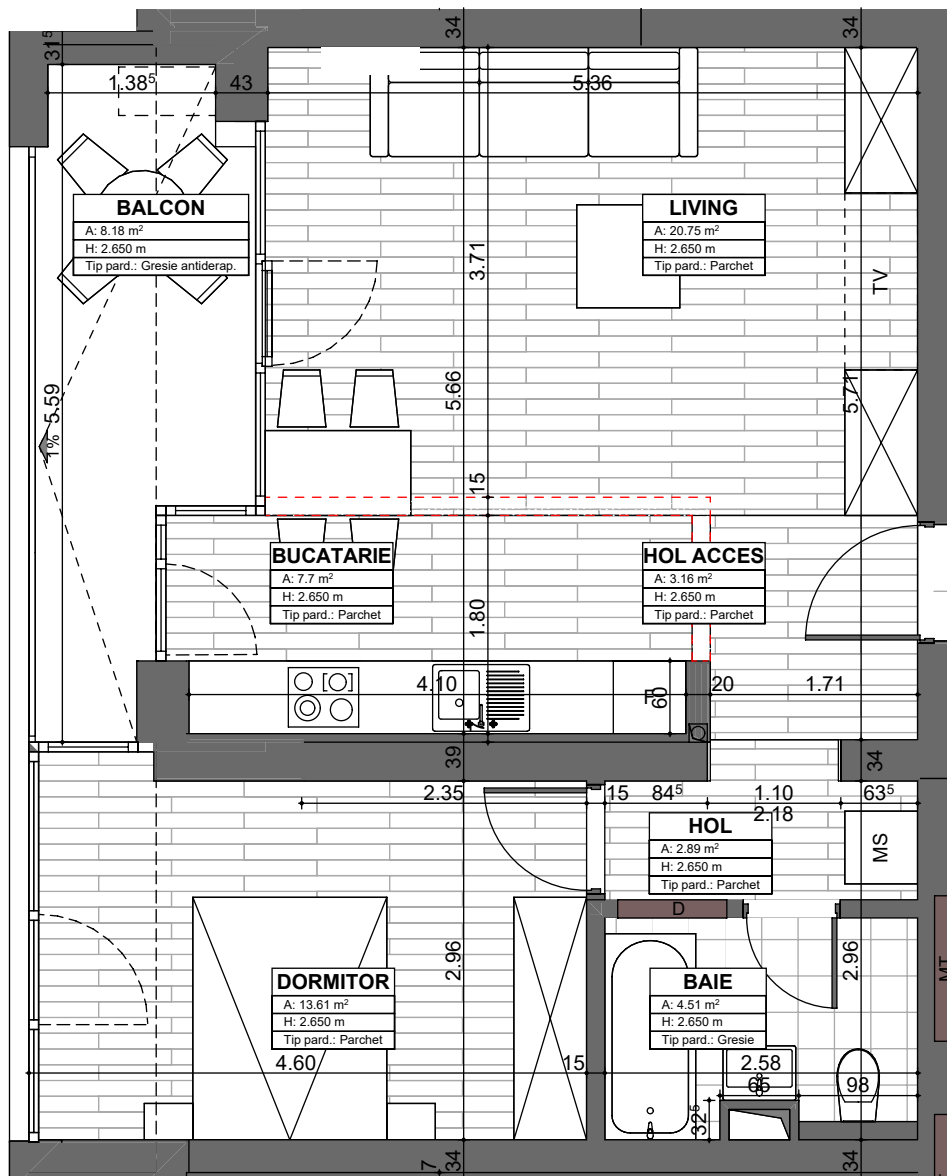 34
34
31⁵
1.38⁵
43
5.36
BALCON
A: 8.18 m²
H: 2.650 m
Tip pard.: Gresie antiderap.
LIVING
A: 20.75 m²
H: 2.650 m
Tip pard.: Parchet
3.71
TV
5.59
1%
5.66
5.71
15
BUCATARIE
A: 7.7 m²
H: 2.650 m
Tip pard.: Parchet
HOL ACCES
A: 3.16 m²
H: 2.650 m
Tip pard.: Parchet
1.80
4.10
60
20
1.71
39
34
2.35
15
84⁵
1.10
63⁵
2.18
HOL
A: 2.89 m²
H: 2.650 m
Tip pard.: Parchet
MS
D
2.96
2.96
MT
DORMITOR
A: 13.61 m²
H: 2.650 m
Tip pard.: Parchet
BAIE
A: 4.51 m²
H: 2.650 m
Tip pard.: Gresie
4.60
15
2.58
65
98
32⁵
7
34
34